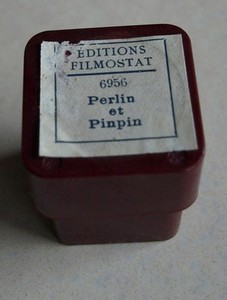 EDITIONS
FILMOSTAT
6956
Perlin
et
Pinpin